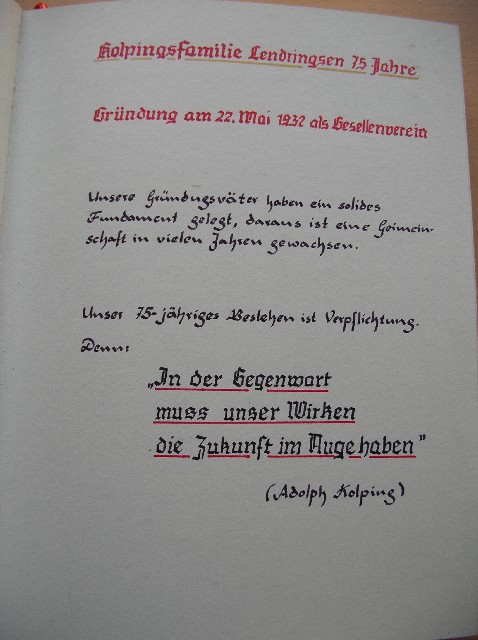 Kolpingsfamilie Lendringsen 75 Jahre
Gründung am 22. Mai 1932 als Gesellenverein
Unsere Gründungsväter haben ein solides
Fundament gelegt, daraus ist eine Gemein-
schaft in vielen Jahren gewachsen.
Unser 75-jähriges Bestehen ist Verpflichtung.
Denn:
„In der Gegenwart
muss unser Wirken
die Zukunft im Auge haben"
(Adolph Kolping)